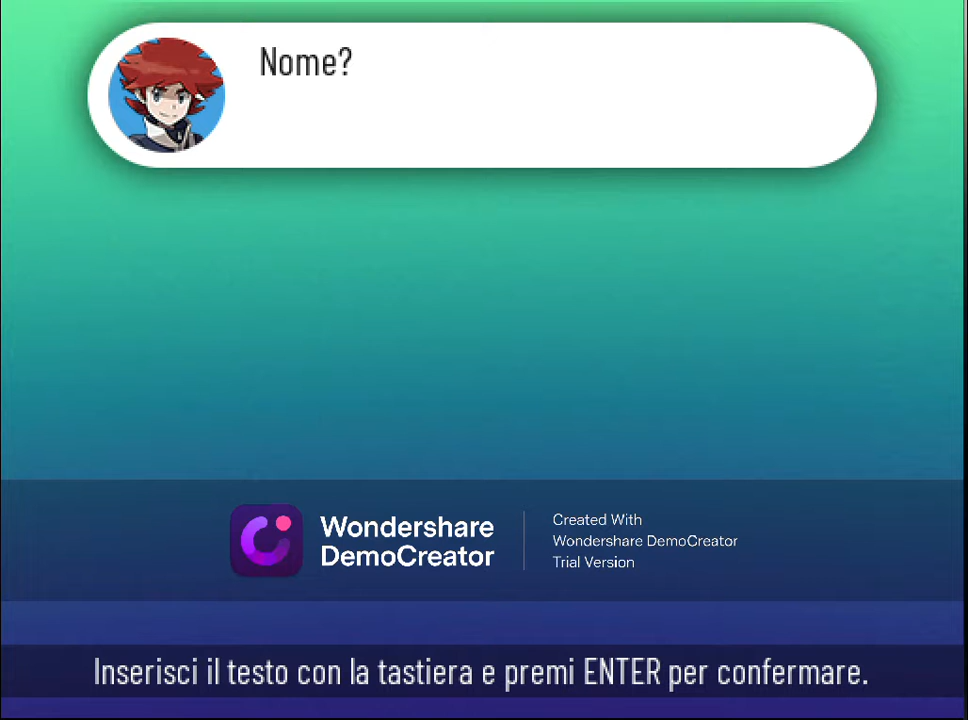 Nome?
Wondershare
DemoCreator
Created With
Wondershare DemoCreator
Trial Version
Inserisci il testo con la tastiera e premi ENTER per confermare.